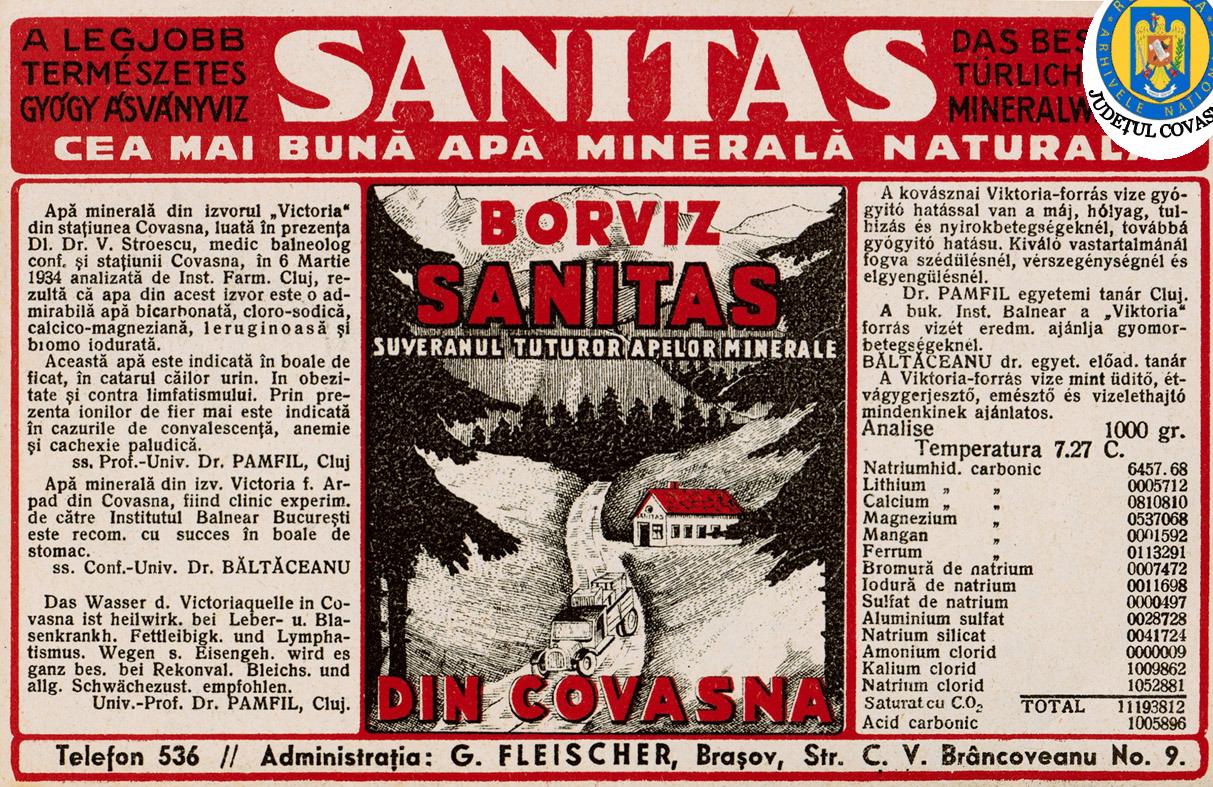 A LEGJOBB
TERMÉSZETES
GYÓGY ÁSVÁNYVIZ
SANITAS
DAS BES
TÜRLICH
MINERALW
CEA MAI BUNĂ APĂ MINERALĂ NATURALĂ
JUDEȚUL COVAS
Apă minerală din izvorul „Victoria“
din stațiunea Covasna, luată în prezența
Dl. Dr. V. Stroescu, medic balneolog
conf. și stațiunii Covasna, în 6 Martie
1934 analizată de Inst. Farm. Cluj, re-
zultă că apa din acest izvor este o ad-
mirabilă apă bicarbonată, cloro-sodică,
calcico-magneziană, leruginoasă și
bromo iodurată.
Această apă este indicată în boale de
ficat, în catarul căilor urin. In obezi-
tate și contra limfatismului. Prin pre-
zența ionilor de fier mai este indicată
în cazurile de convalescență, anemie
și cachexie paludică.
ss. Prof.-Univ. Dr. PAMFIL, Cluj
Apă minerală din izv. Victoria f. Ar-
pad din Covasna, fiind clinic experim.
de către Institutul Balnear București
este recom. cu succes în boale de
stomac.
ss. Conf.-Univ. Dr. BĂLTĂCEANU
Das Wasser d. Victoriaquelle in Co-
vasna ist heilwirk. bei Leber- u. Bla-
senkrankh. Fettleibigk. und Lympha-
tismus. Wegen s. Eisengeh. wird es
ganz bes. bei Rekonval. Bleichs. und
allg. Schwächezust. empfohlen.
Univ.-Prof. Dr. PAMFIL, Cluj.
BORVIZ
SANITAS
SUVERANUL TUTUROR APELOR MINERALE
SANITAS
DIN COVASNA
A kovásznai Viktoria-forrás vize gyó-
gyitó hatással van a máj, hólyag, tul-
hizás és nyirokbetegségeknél, továbbá
gyógyitó hatásu. Kiváló vastartalmánál
fogva szédülésnél, vérszegénységnél és
elgyengülésnél.
Dr. PAMFIL egyetemi tanár Cluj.
A buk. Inst. Balnear a „Viktoria“
forrás vizét eredm. ajánlja gyomor-
betegségeknél.
BĂLTĂCEANU dr. egyet. előad. tanár
A Viktoria-forrás vize mint üditő, ét-
vágygerjesztő, emésztő és vizelethajtó
mindenkinek ajánlatos.
Analise 1000 gr.
Temperatura 7.27 C.
Natriumhid. carbonic 6457.68
Lithium „ „ 0005712
Calcium „ „ 0810810
Magnezium „ 0537068
Mangan „ 0001592
Ferrum „ 0113291
Bromură de natrium 0007472
Iodură de natrium 0011698
Sulfat de natrium 0000497
Aluminium sulfat 0028728
Natrium silicat 0041724
Amonium clorid 0000009
Kalium clorid 1009862
Natrium clorid 1052881
Saturat cu C.O₂ TOTAL 11193812
Acid carbonic 1005896
Telefon 536 // Administrația: G. FLEISCHER, Brașov, Str. C. V. Brâncoveanu No. 9.